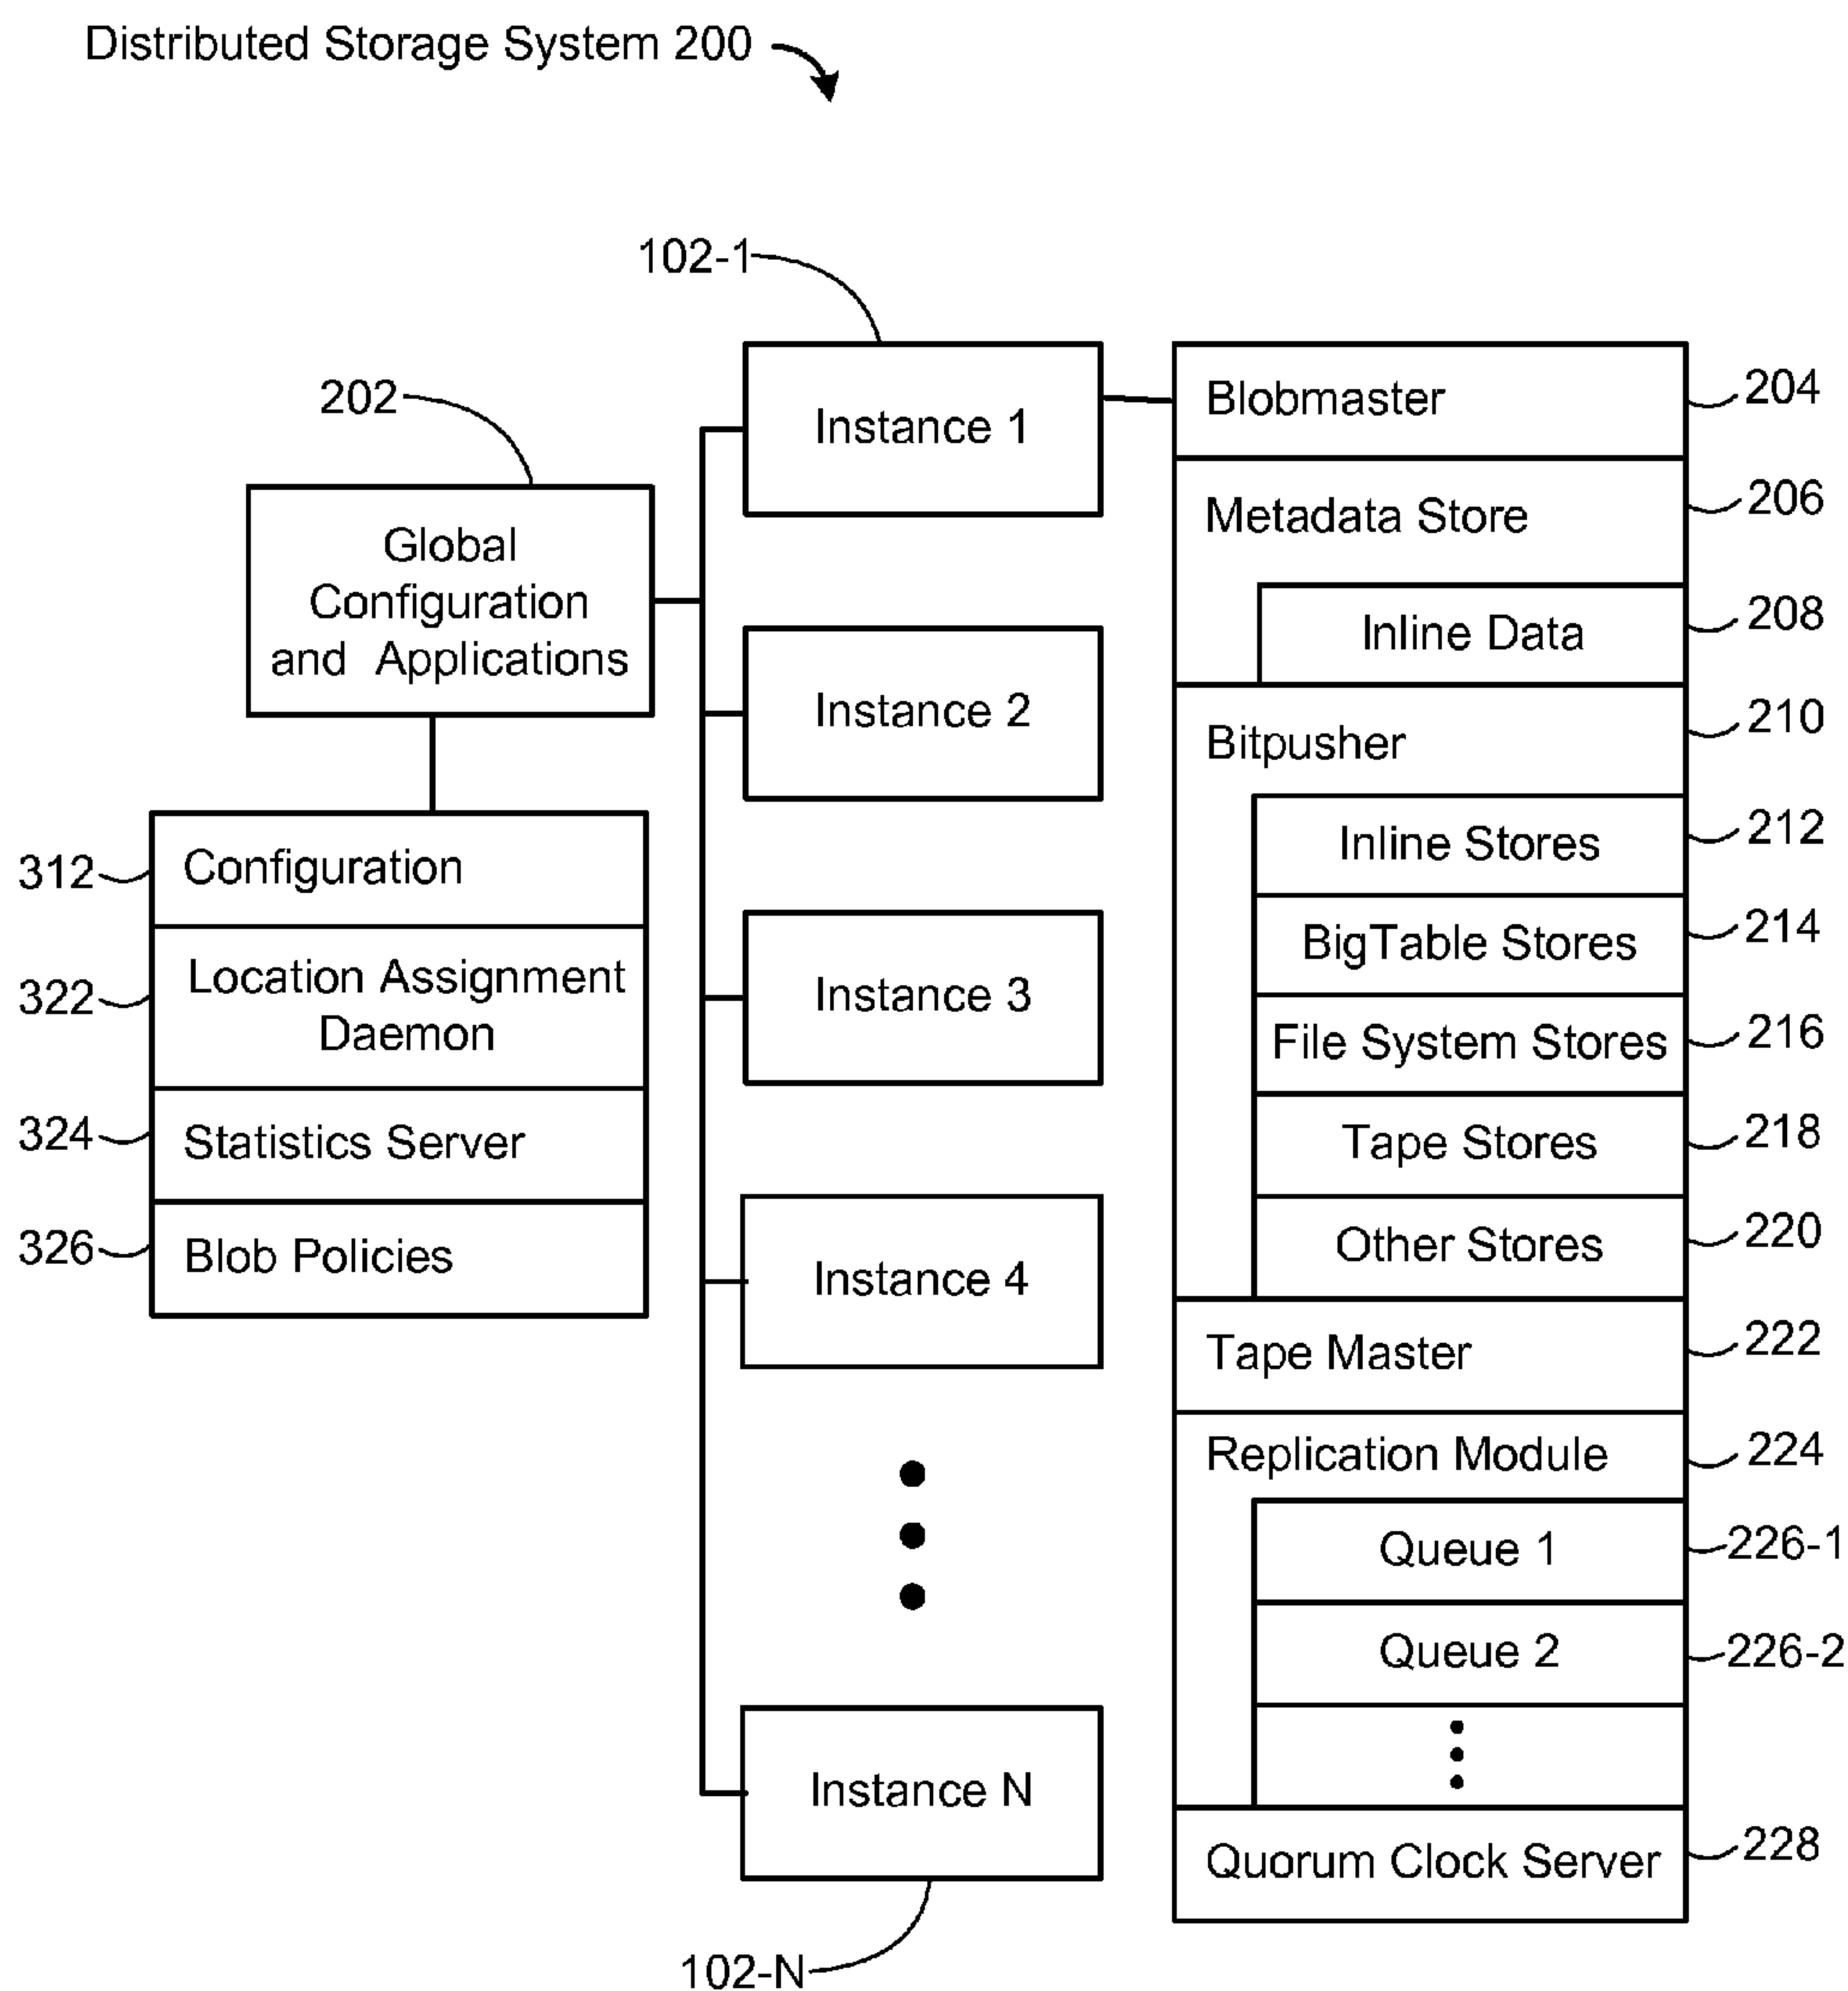 Distributed Storage System 200
102-1
202
Global
Configuration
and Applications
312
Configuration
322
Location Assignment
Daemon
324
Statistics Server
326
Blob Policies
Instance 1
Instance 2
Instance 3
Instance 4
Instance N
102-N
Blobmaster
204
Metadata Store
206
Inline Data
208
Bitpusher
210
Inline Stores
212
BigTable Stores
214
File System Stores
216
Tape Stores
218
Other Stores
220
Tape Master
222
Replication Module
224
Queue 1
226-1
Queue 2
226-2
Quorum Clock Server
228